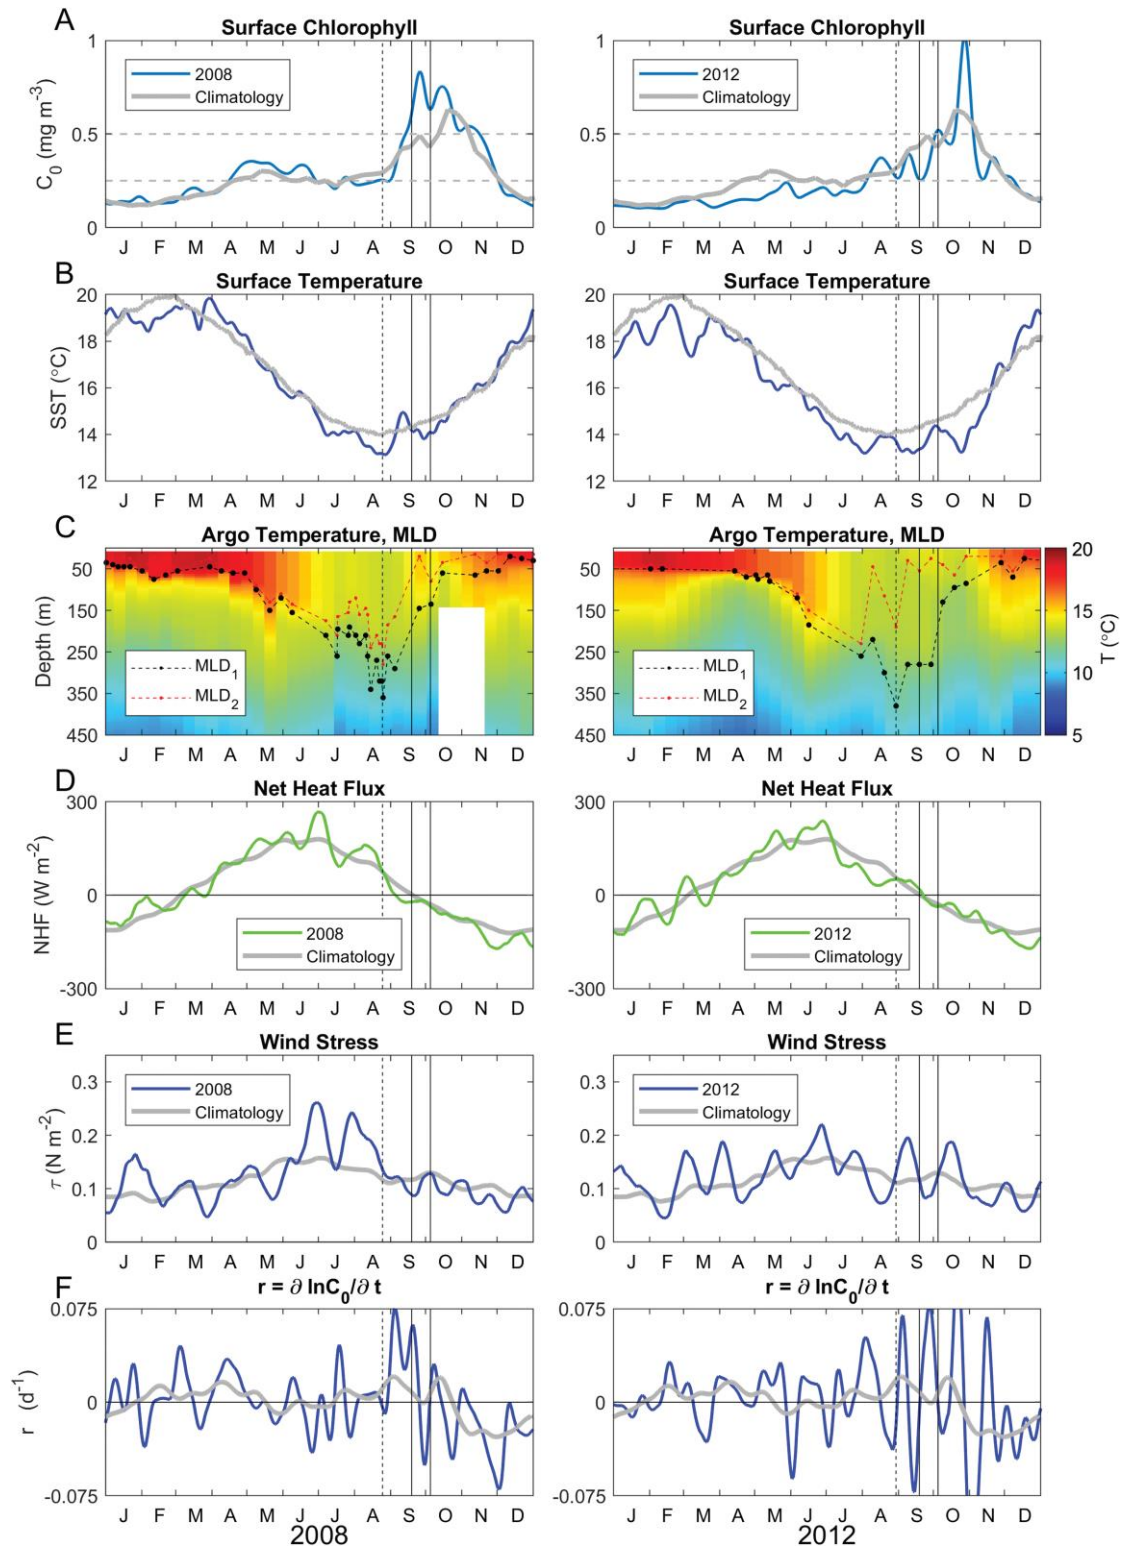 A
Surface Chlorophyll
Surface Chlorophyll
1
0.5
0
C0 (mg m-3)
2008
Climatology
J F M A M J J A S O N D
1
0.5
0
2012
Climatology
J F M A M J J A S O N D
B
Surface Temperature
Surface Temperature
20
18
16
14
12
SST (°C)
J F M A M J J A S O N D
20
18
16
14
12
J F M A M J J A S O N D
C
Argo Temperature, MLD
Argo Temperature, MLD
50
150
250
350
450
Depth (m)
MLD1
MLD2
J F M A M J J A S O N D
50
150
250
350
450
MLD1
MLD2
J F M A M J J A S O N D
20
15
10
5
T (°C)
D
Net Heat Flux
Net Heat Flux
300
0
-300
NHF (W m-2)
2008
Climatology
J F M A M J J A S O N D
300
0
-300
2012
Climatology
J F M A M J J A S O N D
E
Wind Stress
Wind Stress
0.3
0.2
0.1
0
τ (N m-2)
2008
Climatology
J F M A M J J A S O N D
0.3
0.2
0.1
0
2012
Climatology
J F M A M J J A S O N D
F
r = ∂ lnC0/∂ t
r = ∂ lnC0/∂ t
0.075
0
-0.075
r (d-1)
J F M A M J J A S O N D
2008
0.075
0
-0.075
J F M A M J J A S O N D
2012